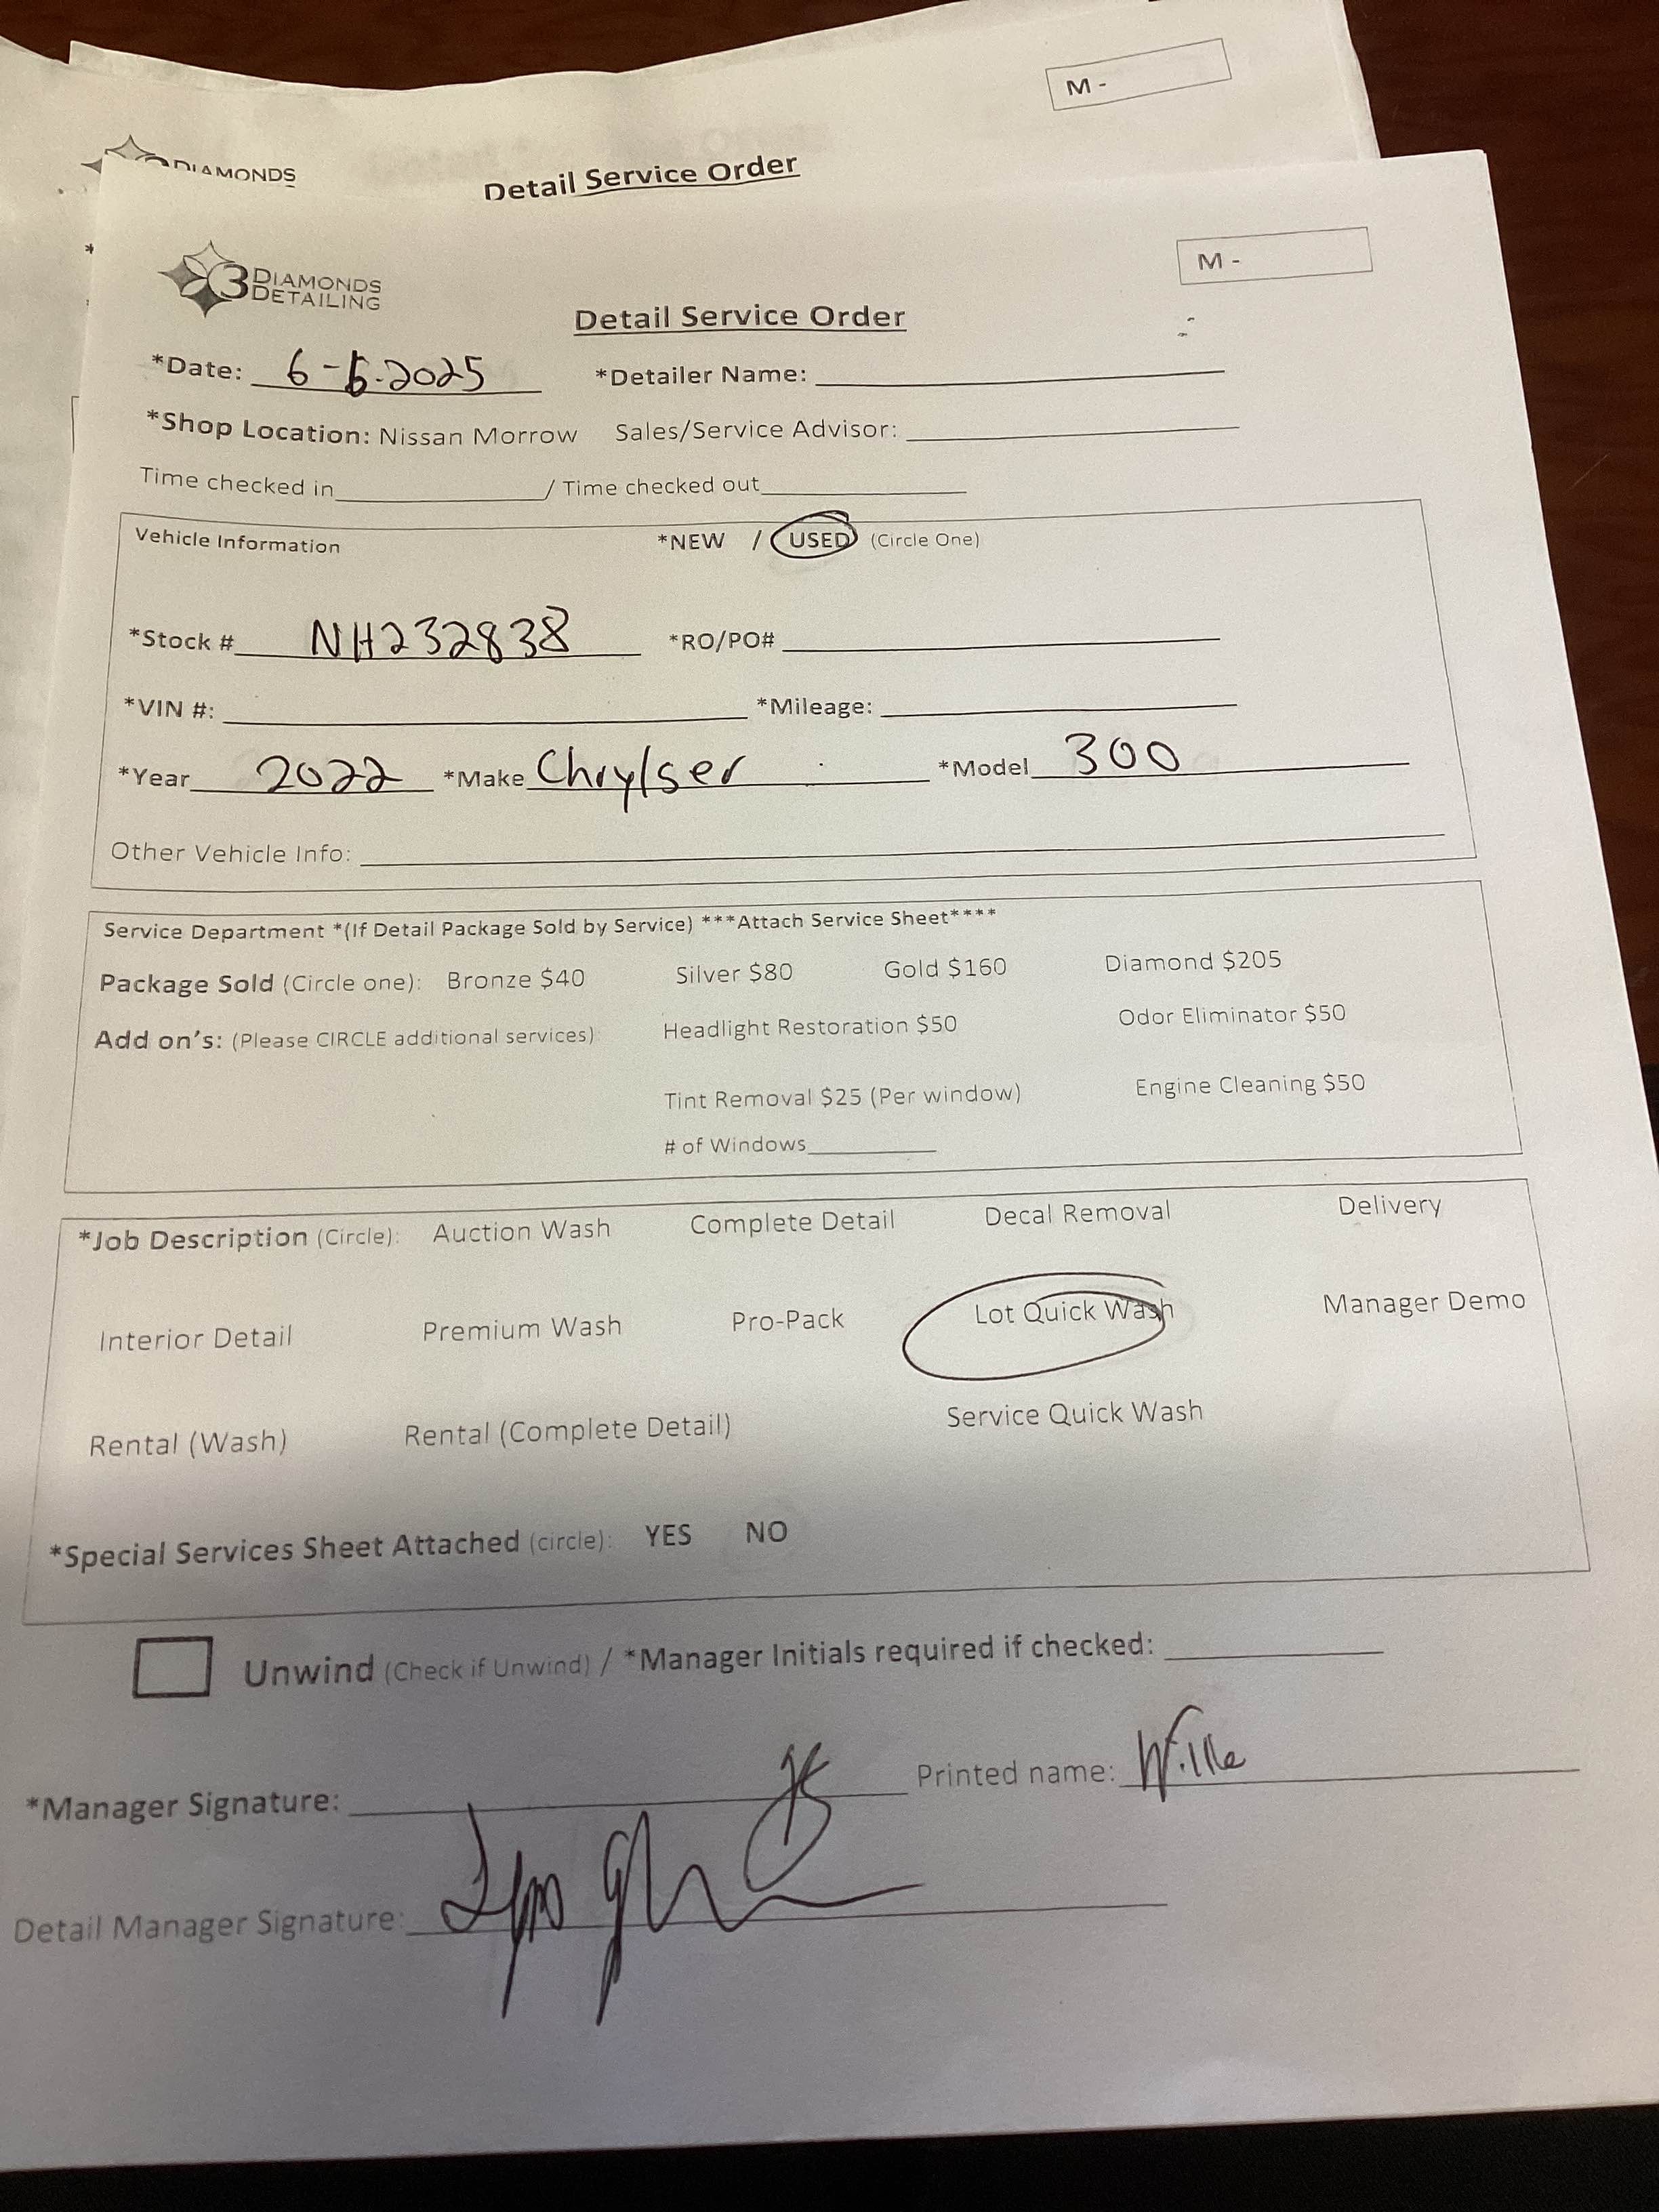 M -
DIAMONDS
Detail Service Order
3 DIAMONDS
DETAILING
M -
Detail Service Order
*Date: 6-5-2025 *Detailer Name:
*Shop Location: Nissan Morrow Sales/Service Advisor:
Time checked in / Time checked out
Vehicle Information *NEW / USED (Circle One)
*Stock # NH232838 *RO/PO#
*VIN #: *Mileage:
*Year 2022 *Make Chrylser *Model 300
Other Vehicle Info:
Service Department *(If Detail Package Sold by Service) ***Attach Service Sheet****
Package Sold (Circle one): Bronze $40 Silver $80 Gold $160 Diamond $205
Add on's: (Please CIRCLE additional services): Headlight Restoration $50 Odor Eliminator $50
Tint Removal $25 (Per window) Engine Cleaning $50
# of Windows
*Job Description (Circle): Auction Wash Complete Detail Decal Removal Delivery
Interior Detail Premium Wash Pro-Pack Lot Quick Wash Manager Demo
Rental (Wash) Rental (Complete Detail) Service Quick Wash
*Special Services Sheet Attached (circle): YES NO
Unwind (Check if Unwind) / *Manager Initials required if checked:
*Manager Signature: Printed name: Willie
Detail Manager Signature: